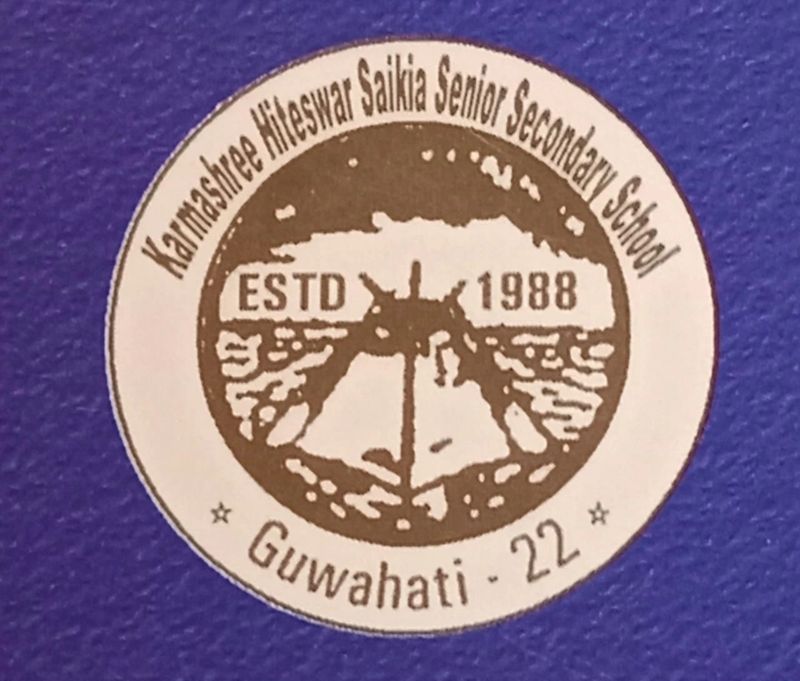 Karmashree Hiteswar Saikia Senior Secondary School
ESTD 1988
Guwahati - 22